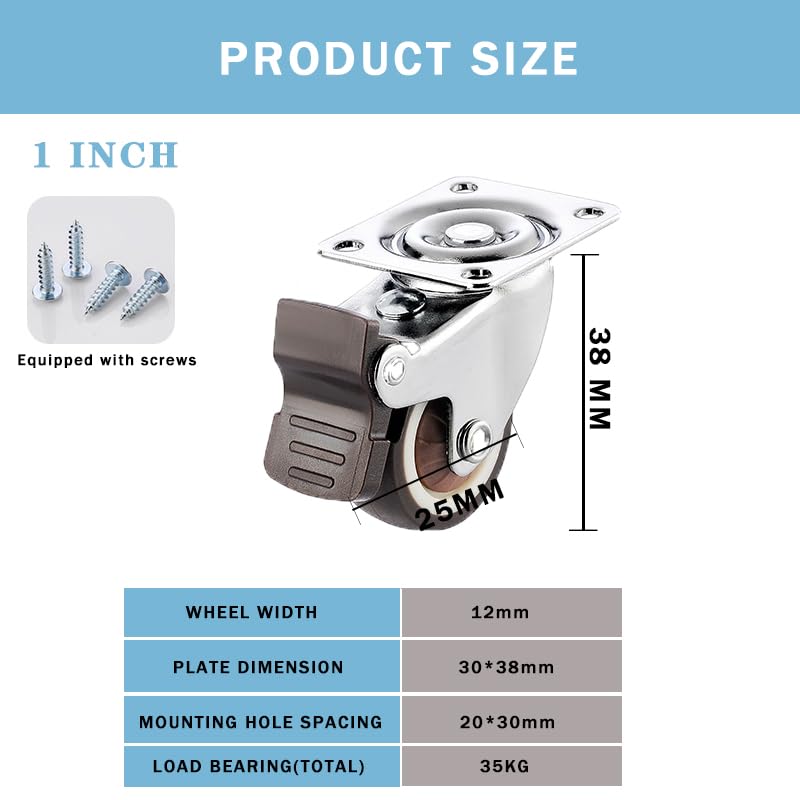 PRODUCT SIZE
1 INCH
Equipped with screws
38 MM
25MM
WHEEL WIDTH 12mm
PLATE DIMENSION 30*38mm
MOUNTING HOLE SPACING 20*30mm
LOAD BEARING(TOTAL) 35KG